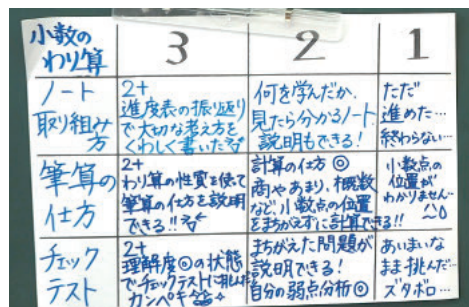 小数の
わり算
3
2
1
ノート
取り組み方
2+
進度表の振り返り
で大切な考え方を
くわしく書いた
何を学んだか、
見たら分かるノート
説明もできる!
ただ
進めた…
終わらない…
筆算の
仕方
2+
わり算の性質を使って
筆算の仕方を説明
できる!!
計算の仕方◎
商やあまり、概数
など、小数点の位置
をまちがえずに計算できる!!
小数点の
位置が
わかりません…
チェック
テスト
2+
理解度◎の状態
でチェックテストに挑んだ
カンペキ
まちがえた問題が
説明できる!
自分の弱点分析◎
あいまいな
まま挑んだ…
ズタボロ…